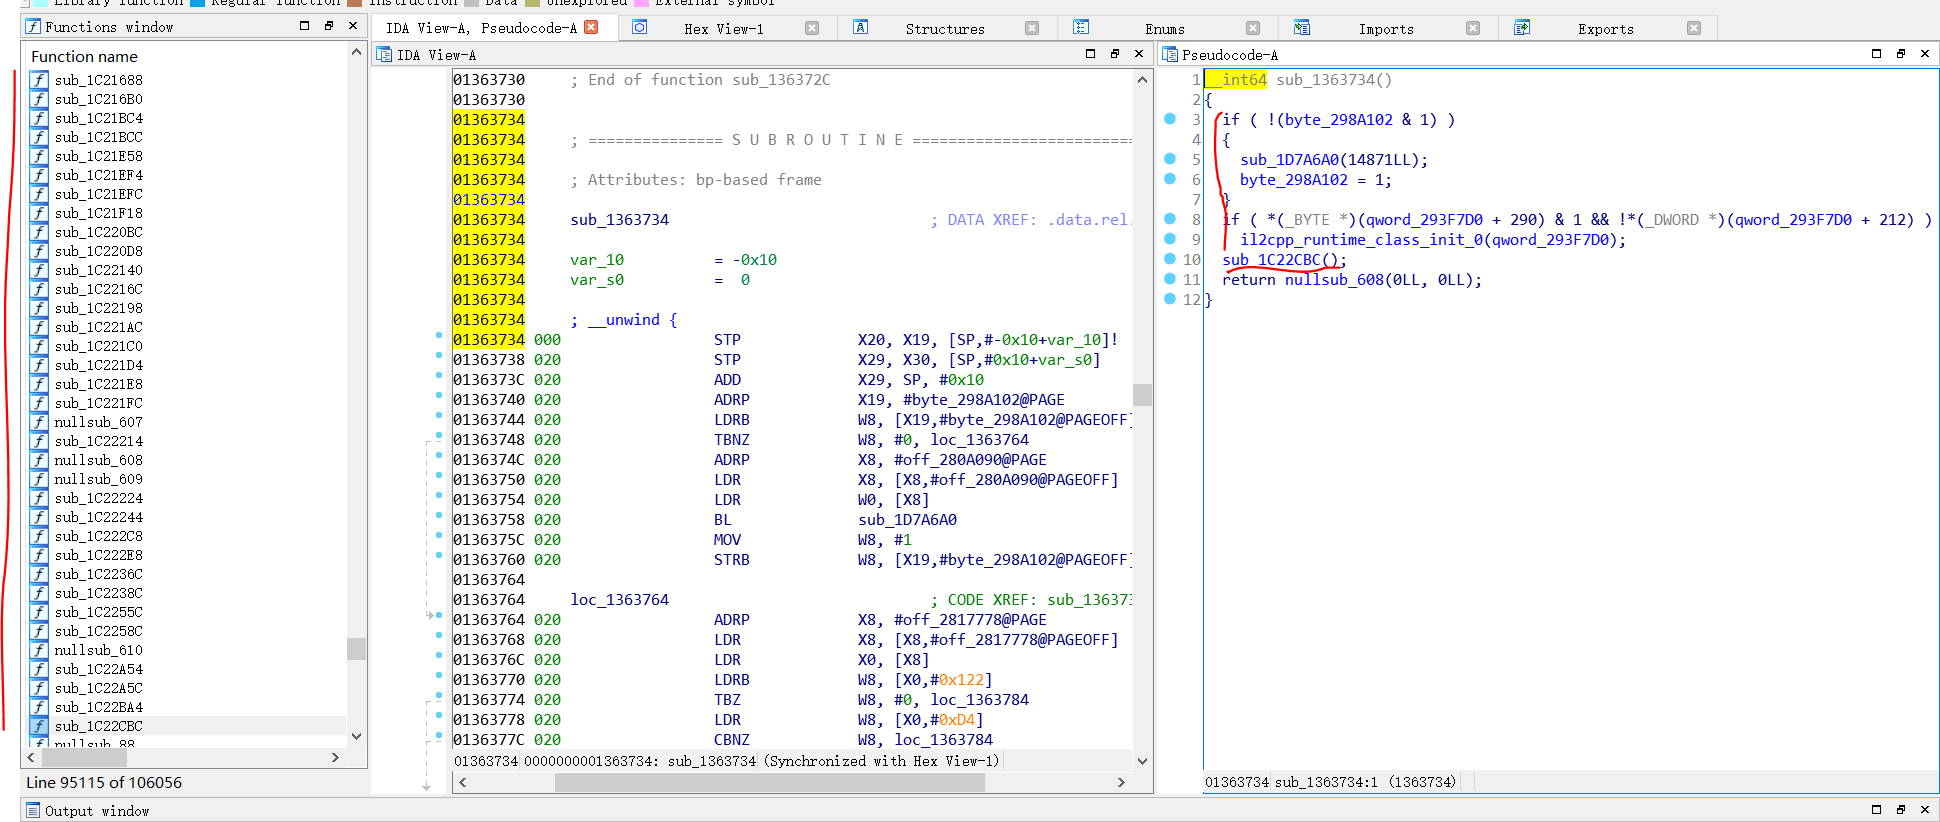 Library function Regular function Instruction Data Unexplored External symbol
Functions window
IDA View-A, Pseudocode-A
Hex View-1
Structures
Enums
Imports
Exports
Function name
sub_1C21688
sub_1C216B0
sub_1C21BC4
sub_1C21BCC
sub_1C21E58
sub_1C21EF4
sub_1C21EFC
sub_1C21F18
sub_1C220BC
sub_1C220D8
sub_1C22140
sub_1C2216C
sub_1C22198
sub_1C221AC
sub_1C221C0
sub_1C221D4
sub_1C221E8
sub_1C221FC
nullsub_607
sub_1C22214
nullsub_608
nullsub_609
sub_1C22224
sub_1C22244
sub_1C222C8
sub_1C222E8
sub_1C2236C
sub_1C2238C
sub_1C2255C
sub_1C2258C
nullsub_610
sub_1C22A54
sub_1C22A5C
sub_1C22BA4
sub_1C22CBC
nullsub_88
Line 95115 of 106056
IDA View-A
01363730 ; End of function sub_136372C
01363730
01363734
01363734 ; =============== S U B R O U T I N E ===========================
01363734
01363734 ; Attributes: bp-based frame
01363734
01363734 sub_1363734 ; DATA XREF: .data.rel.
01363734
01363734 var_10 = -0x10
01363734 var_s0 = 0
01363734
01363734 ; __unwind {
01363734 000 STP X20, X19, [SP,#-0x10+var_10]!
01363738 020 STP X29, X30, [SP,#0x10+var_s0]
0136373C 020 ADD X29, SP, #0x10
01363740 020 ADRP X19, #byte_298A102@PAGE
01363744 020 LDRB W8, [X19,#byte_298A102@PAGEOFF]
01363748 020 TBNZ W8, #0, loc_1363764
0136374C 020 ADRP X8, #off_280A090@PAGE
01363750 020 LDR X8, [X8,#off_280A090@PAGEOFF]
01363754 020 LDR W0, [X8]
01363758 020 BL sub_1D7A6A0
0136375C 020 MOV W8, #1
01363760 020 STRB W8, [X19,#byte_298A102@PAGEOFF]
01363764
01363764 loc_1363764 ; CODE XREF: sub_136373
01363764 020 ADRP X8, #off_2817778@PAGE
01363768 020 LDR X8, [X8,#off_2817778@PAGEOFF]
0136376C 020 LDR X0, [X8]
01363770 020 LDRB W8, [X0,#0x122]
01363774 020 TBZ W8, #0, loc_1363784
01363778 020 LDR W8, [X0,#0xD4]
0136377C 020 CBNZ W8, loc_1363784
01363734 0000000001363734: sub_1363734 (Synchronized with Hex View-1)
Pseudocode-A
1 __int64 sub_1363734()
2 {
3 if ( !(byte_298A102 & 1) )
4 {
5 sub_1D7A6A0(14871LL);
6 byte_298A102 = 1;
7 }
8 if ( *(_BYTE *)(qword_293F7D0 + 290) & 1 && !*(_DWORD *)(qword_293F7D0 + 212) )
9 il2cpp_runtime_class_init_0(qword_293F7D0);
10 sub_1C22CBC();
11 return nullsub_608(0LL, 0LL);
12 }
01363734 sub_1363734:1 (1363734)
Output window